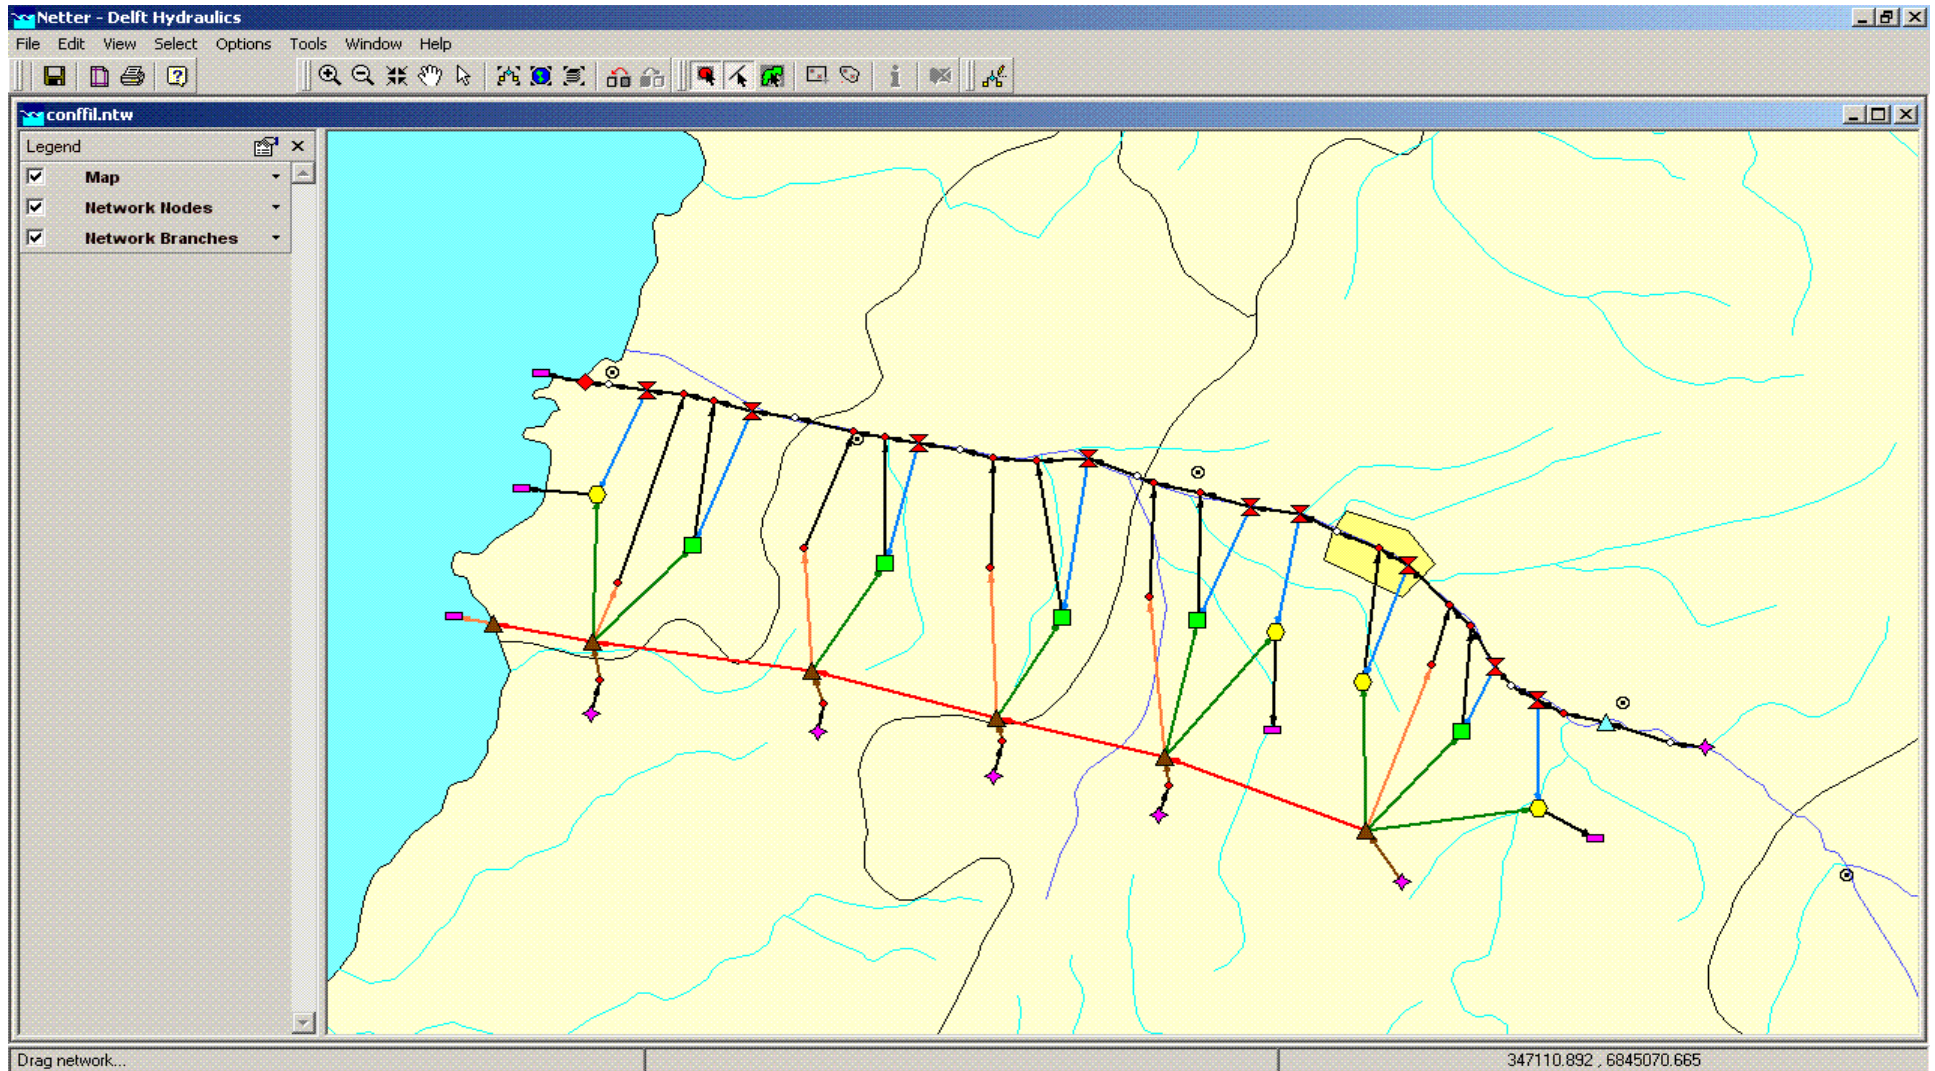 Netter - Delft Hydraulics
File Edit View Select Options Tools Window Help
conffil.ntw
Legend
Map
Network Nodes
Network Branches
Drag network...
347110.892 , 6845070.665